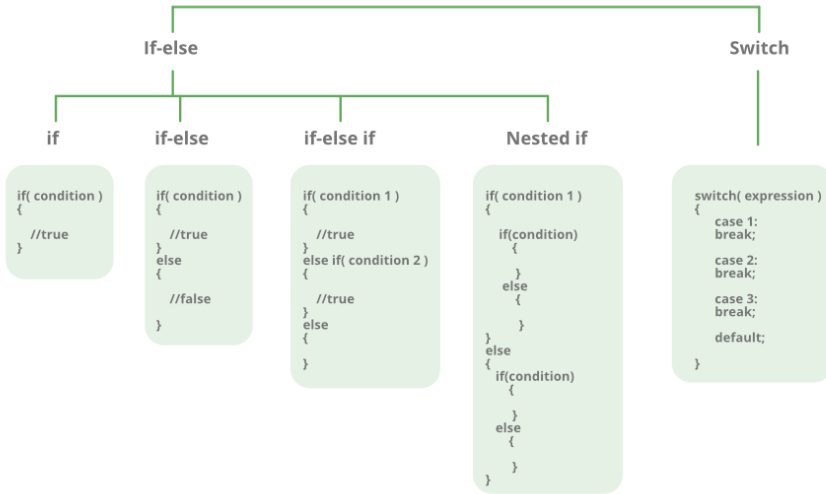 If-else
Switch
if
if-else
if-else if
Nested if
if( condition )
{
//true
}
if( condition )
{
//true
}
else
{
//false
}
if( condition 1 )
{
//true
}
else if( condition 2 )
{
//true
}
else
{
}
if( condition 1 )
{
if(condition)
{
}
else
{
}
}
else
{
if(condition)
{
}
else
{
}
}
switch( expression )
{
case 1:
break;
case 2:
break;
case 3:
break;
default;
}